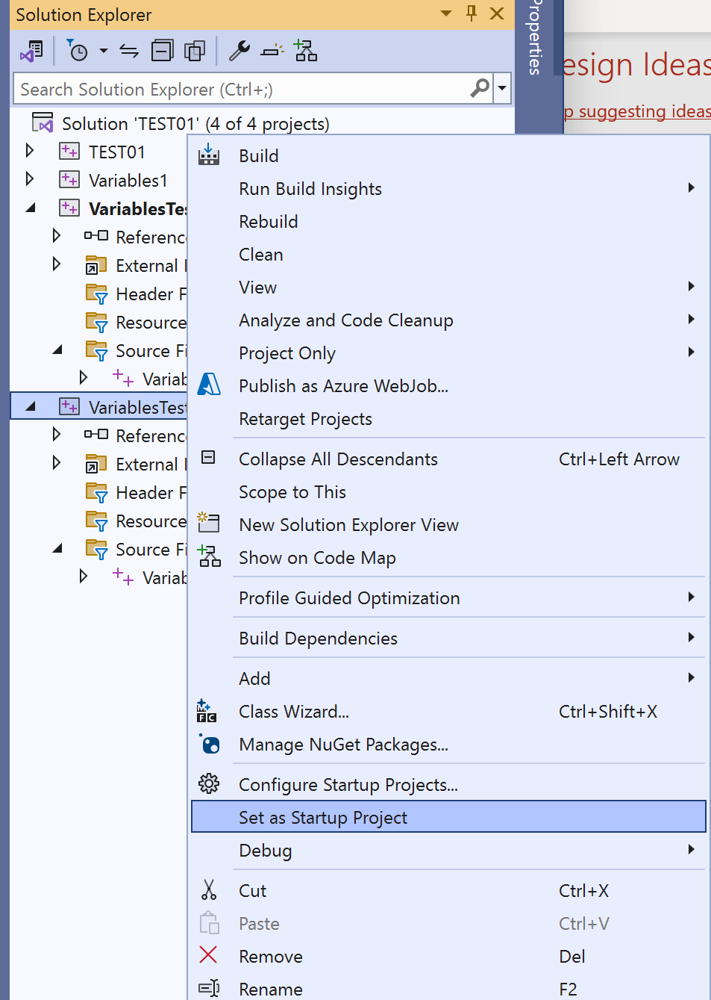 Solution Explorer
Properties
esign Ideas
Search Solution Explorer (Ctrl+;)
p suggesting ideas
Solution 'TEST01' (4 of 4 projects)
TEST01
Variables1
VariablesTes
Referenc
External
Header F
Resource
Source Fi
Variab
VariablesTest
Referenc
External
Header F
Resource
Source Fi
Variab
Build
Run Build Insights
Rebuild
Clean
View
Analyze and Code Cleanup
Project Only
Publish as Azure WebJob...
Retarget Projects
Collapse All Descendants Ctrl+Left Arrow
Scope to This
New Solution Explorer View
Show on Code Map
Profile Guided Optimization
Build Dependencies
Add
MFC
Class Wizard... Ctrl+Shift+X
Manage NuGet Packages...
Configure Startup Projects...
Set as Startup Project
Debug
Cut Ctrl+X
Paste Ctrl+V
Remove Del
Rename F2